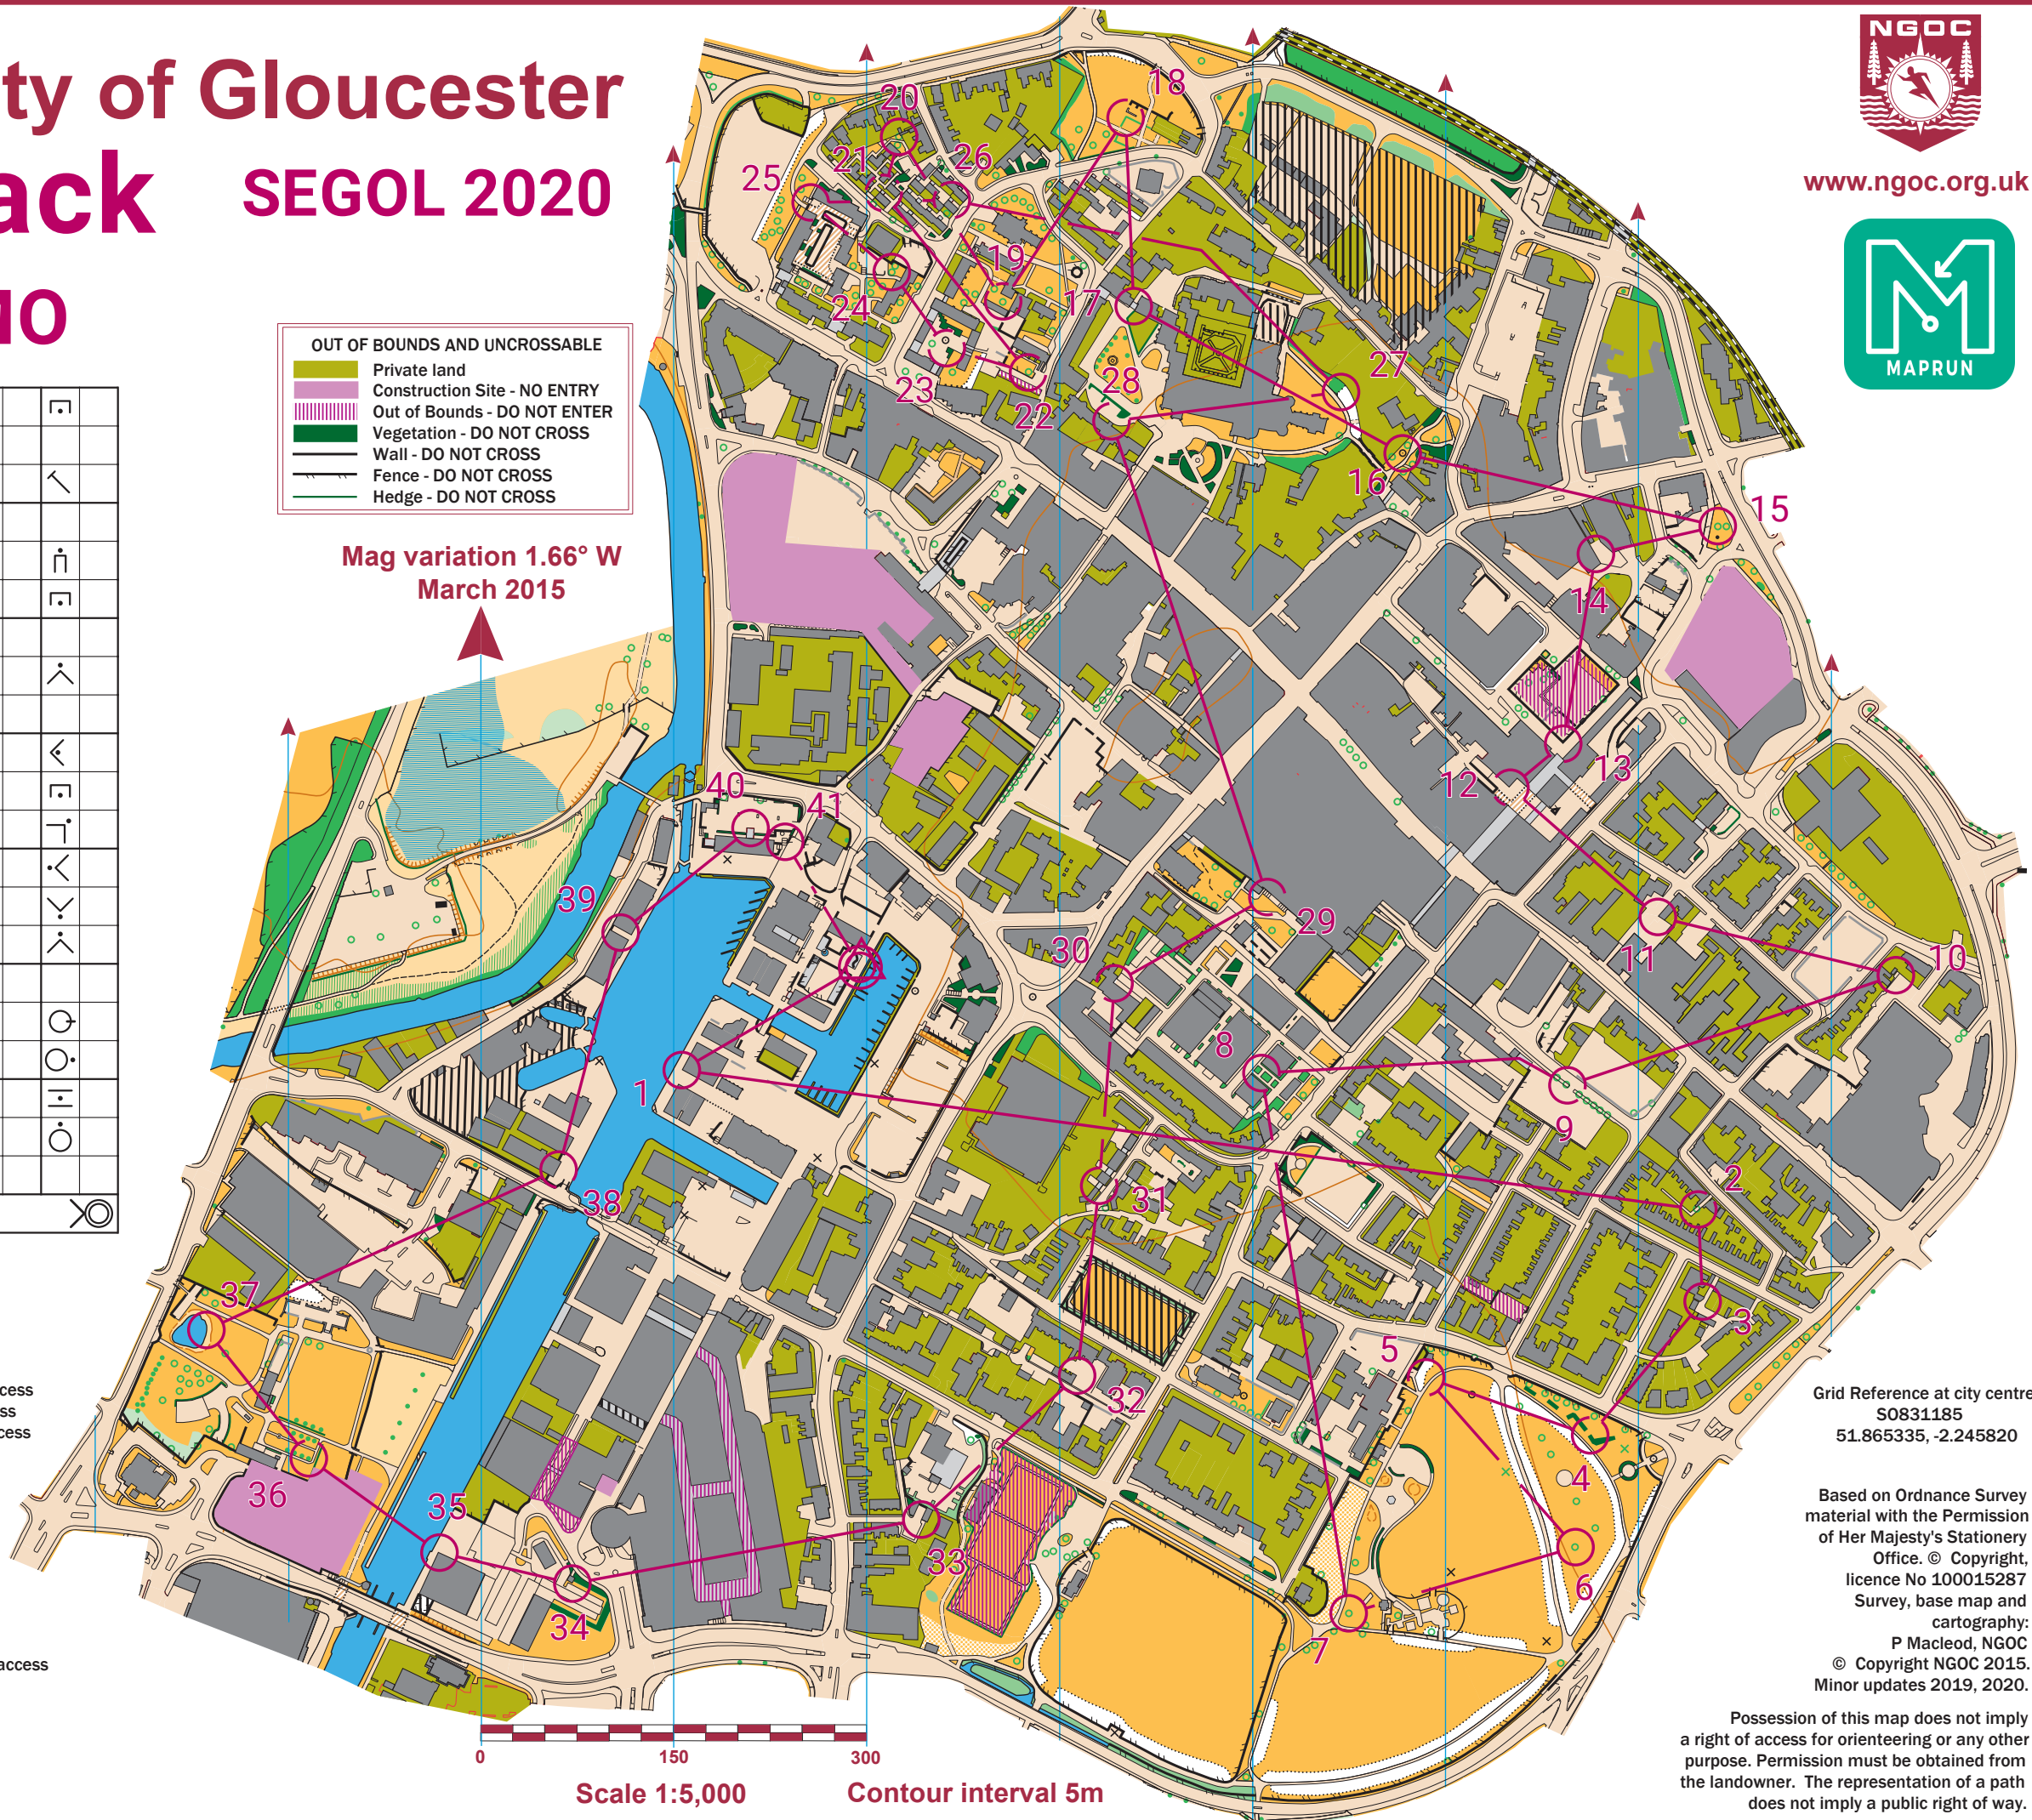 ty of Gloucester
ack
SEGOL 2020
NGOC
www.ngoc.org.uk
MAPRUN
OUT OF BOUNDS AND UNCROSSABLE
Private land
Construction Site - NO ENTRY
Out of Bounds - DO NOT ENTER
Vegetation - DO NOT CROSS
Wall - DO NOT CROSS
Fence - DO NOT CROSS
Hedge - DO NOT CROSS
Mag variation 1.66° W
March 2015
18
20
21
26
25
19
17
24
27
28
23
22
16
15
14
13
12
40
41
39
29
30
11
10
8
1
9
2
31
38
37
3
5
32
4
36
35
33
6
34
7
cess
ss
cess
access
Grid Reference at city centre
SO831185
51.865335, -2.245820
Based on Ordnance Survey
material with the Permission
of Her Majesty's Stationery
Office. © Copyright,
licence No 100015287
Survey, base map and
cartography:
P Macleod, NGOC
© Copyright NGOC 2015.
Minor updates 2019, 2020.
Possession of this map does not imply
a right of access for orienteering or any other
purpose. Permission must be obtained from
the landowner. The representation of a path
does not imply a public right of way.
0 150 300
Scale 1:5,000 Contour interval 5m